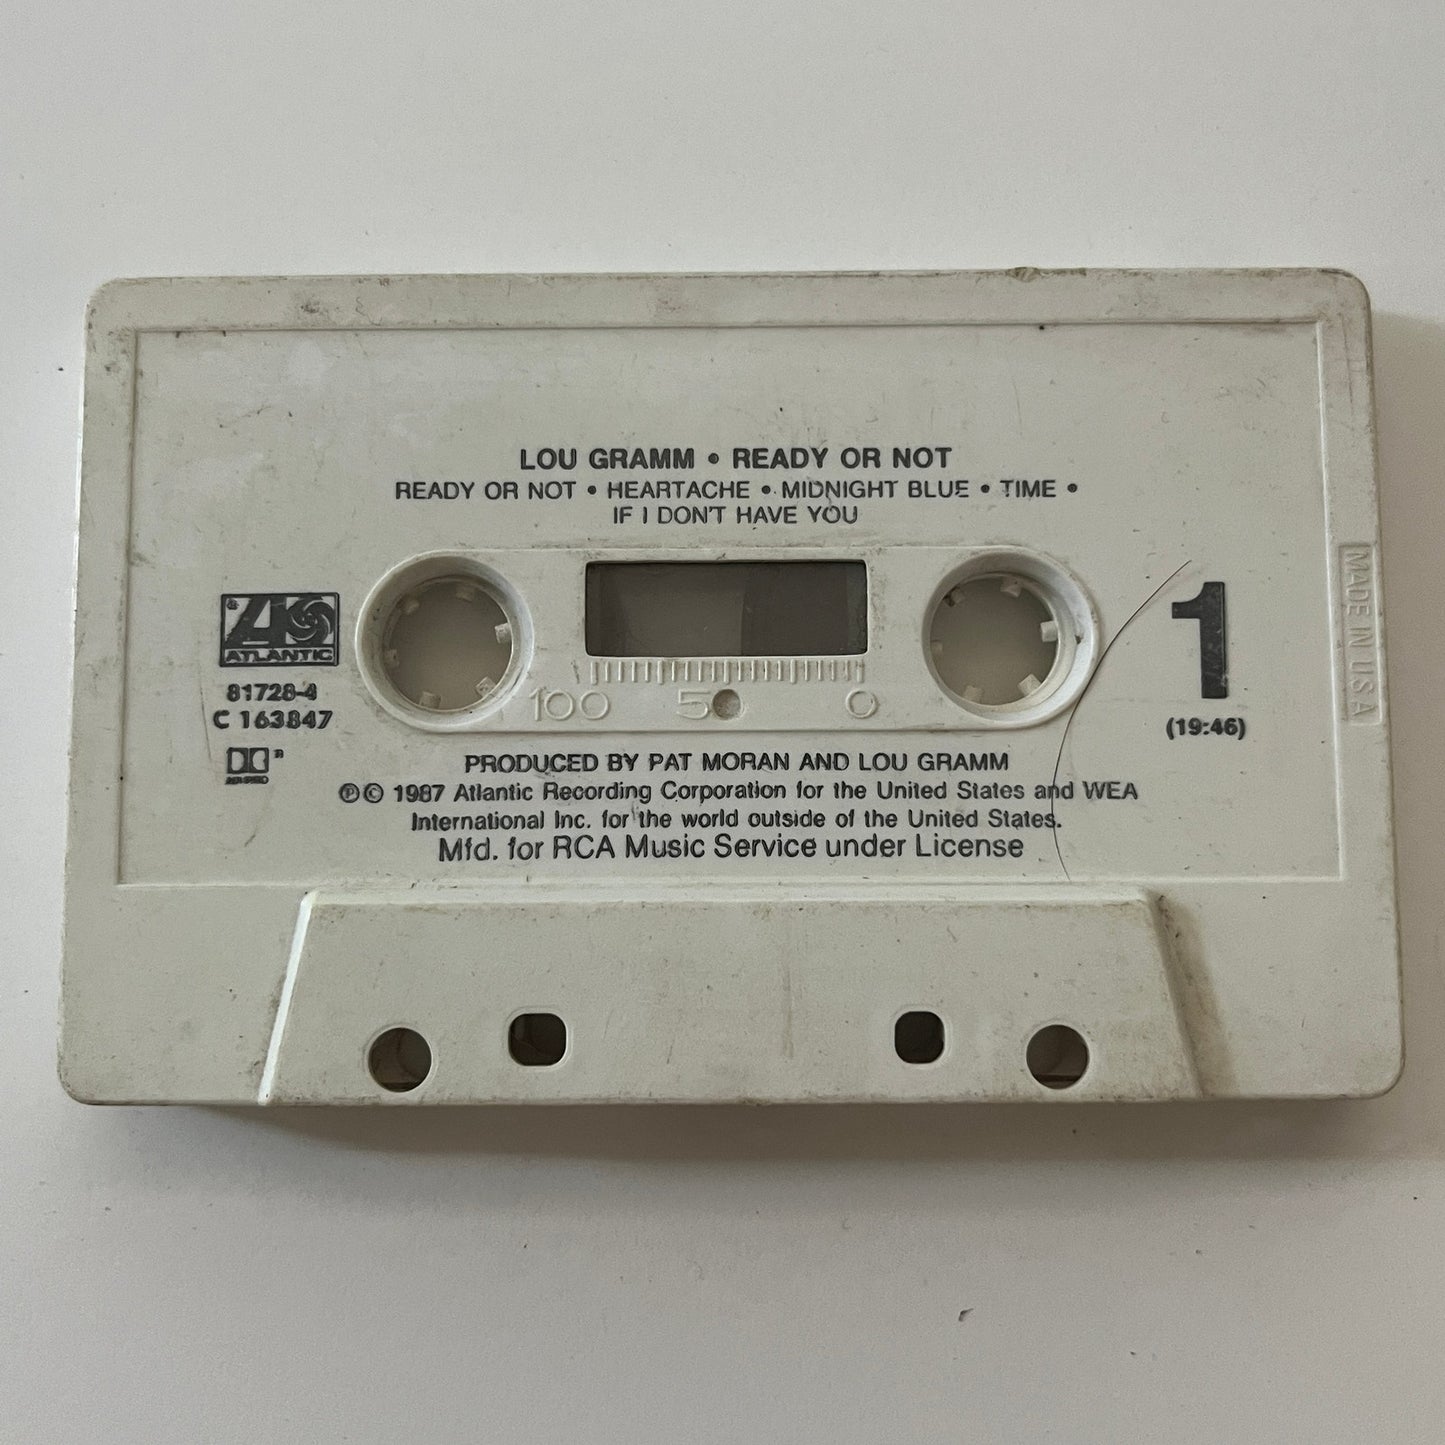 LOU GRAMM • READY OR NOT
READY OR NOT • HEARTACHE • MIDNIGHT BLUE • TIME •
IF I DON'T HAVE YOU
ATLANTIC
81728-4
C 163847
100 50 0
1
(19:46)
MADE IN USA
PRODUCED BY PAT MORAN AND LOU GRAMM
℗© 1987 Atlantic Recording Corporation for the United States and WEA
International Inc. for the world outside of the United States.
Mfd. for RCA Music Service under License